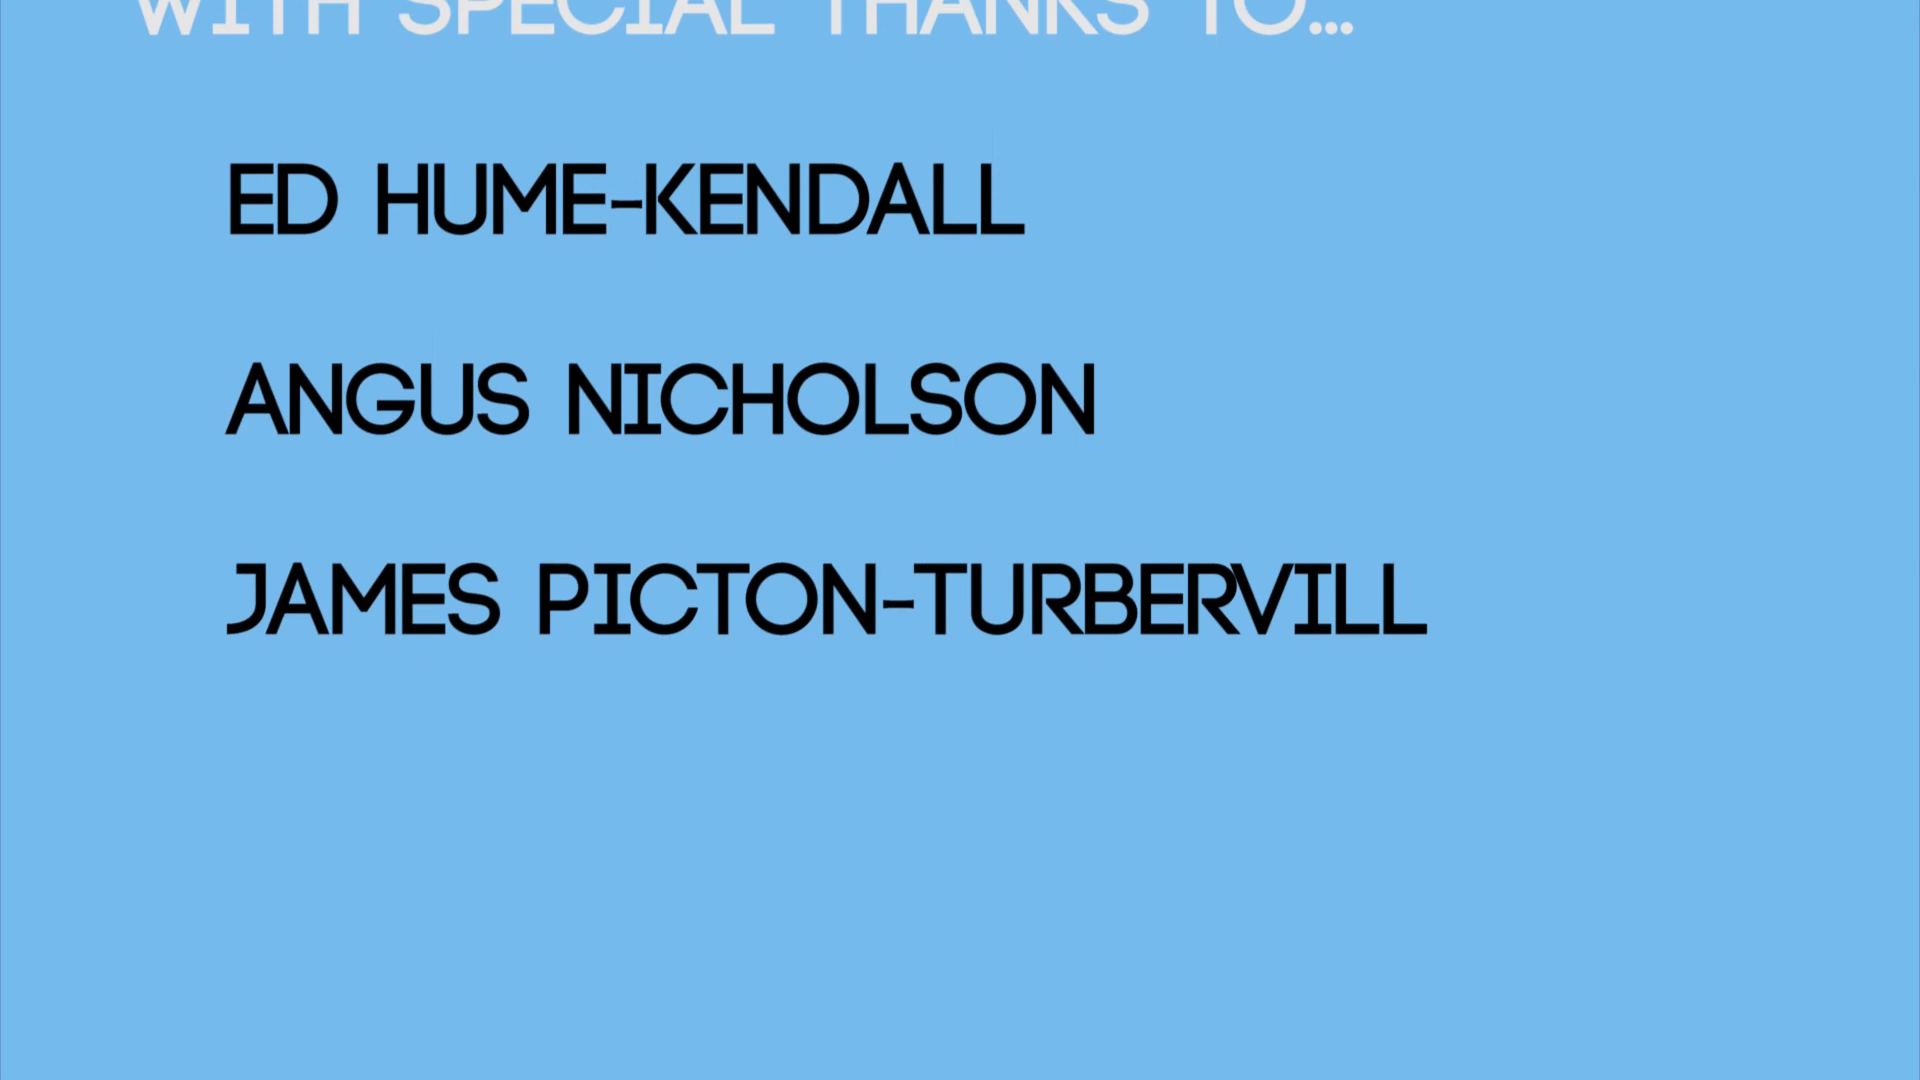 WITH SPECIAL THANKS TO...
ED HUME-KENDALL
ANGUS NICHOLSON
JAMES PICTON-TURBERVILL